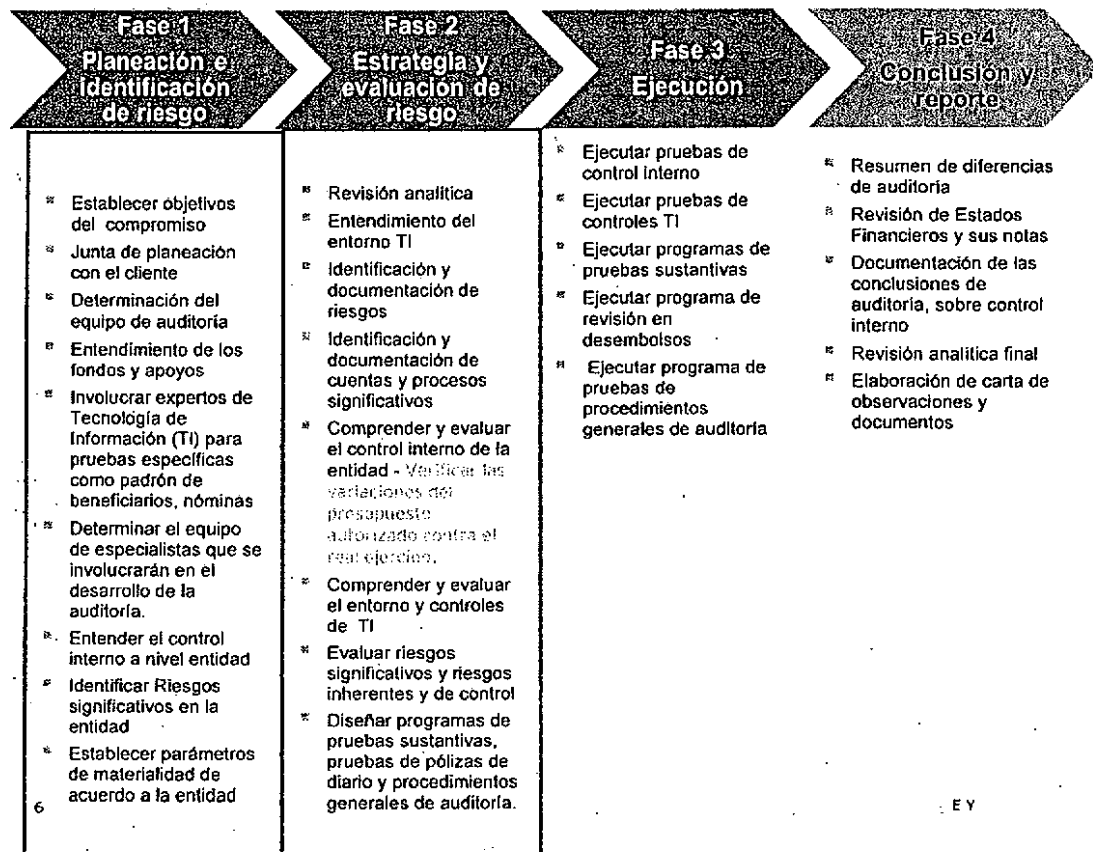 Fase 1
Planeación e
identificación
de riesgo
Establecer objetivos
del compromiso
Junta de planeación
con el cliente
Determinación del
equipo de auditoría
Entendimiento de los
fondos y apoyos
Involucrar expertos de
Tecnología de
Información (TI) para
pruebas específicas
como padrón de
beneficiarios, nóminas
Determinar el equipo
de especialistas que se
involucrarán en el
desarrollo de la
auditoría.
Entender el control
interno a nivel entidad
Identificar Riesgos
significativos en la
entidad
Establecer parámetros
de materialidad de
acuerdo a la entidad
Fase 2
Estrategia y
evaluación de
riesgo
Revisión analítica
Entendimiento del
entorno TI
Identificación y
documentación de
riesgos
Identificación y
documentación de
cuentas y procesos
significativos
Comprender y evaluar
el control interno de la
entidad - Verificar las
variaciones del
presupuesto
autorizado contra el
real ejercido.
Comprender y evaluar
el entorno y controles
de TI
Evaluar riesgos
significativos y riesgos
inherentes y de control
Diseñar programas de
pruebas sustantivas,
pruebas de pólizas de
diario y procedimientos
generales de auditoría.
Fase 3
Ejecución
Ejecutar pruebas de
control interno
Ejecutar pruebas de
controles TI
Ejecutar programas de
pruebas sustantivas
Ejecutar programa de
revisión en
desembolsos
Ejecutar programa de
pruebas de
procedimientos
generales de auditoría
Fase 4
Conclusión y
reporte
Resumen de diferencias
de auditoría
Revisión de Estados
Financieros y sus notas
Documentación de las
conclusiones de
auditoría, sobre control
interno
Revisión analítica final
Elaboración de carta de
observaciones y
documentos
6
EY